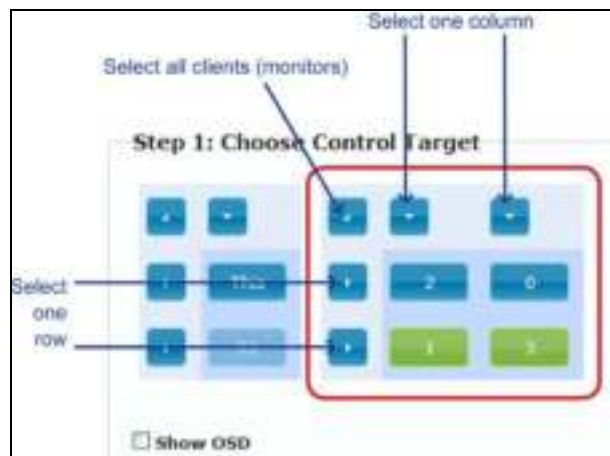 Select one column
Select all clients (monitors)
Step 1: Choose Control Target
Select
one
row
2 0
1 3
Show OSD